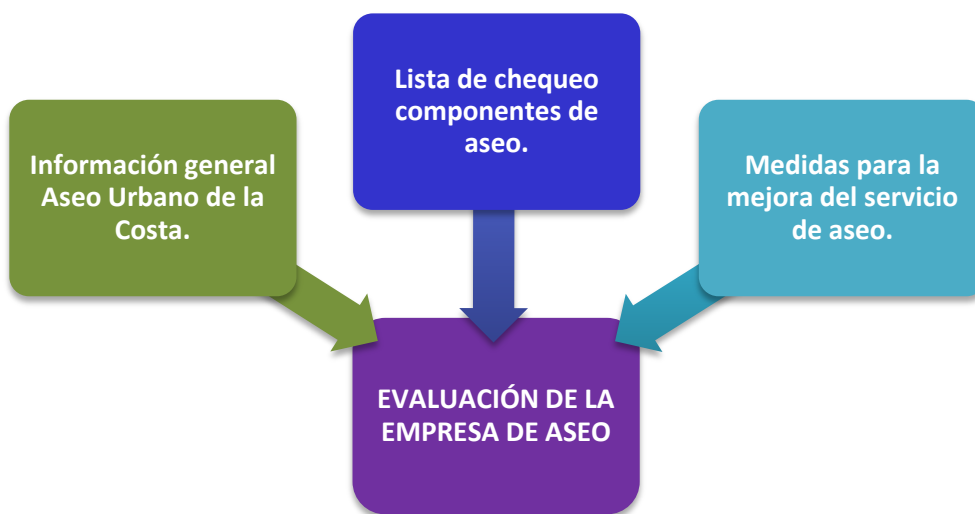 Información general
Aseo Urbano de la
Costa.
Lista de chequeo
componentes de
aseo.
Medidas para la
mejora del servicio
de aseo.
EVALUACIÓN DE LA
EMPRESA DE ASEO